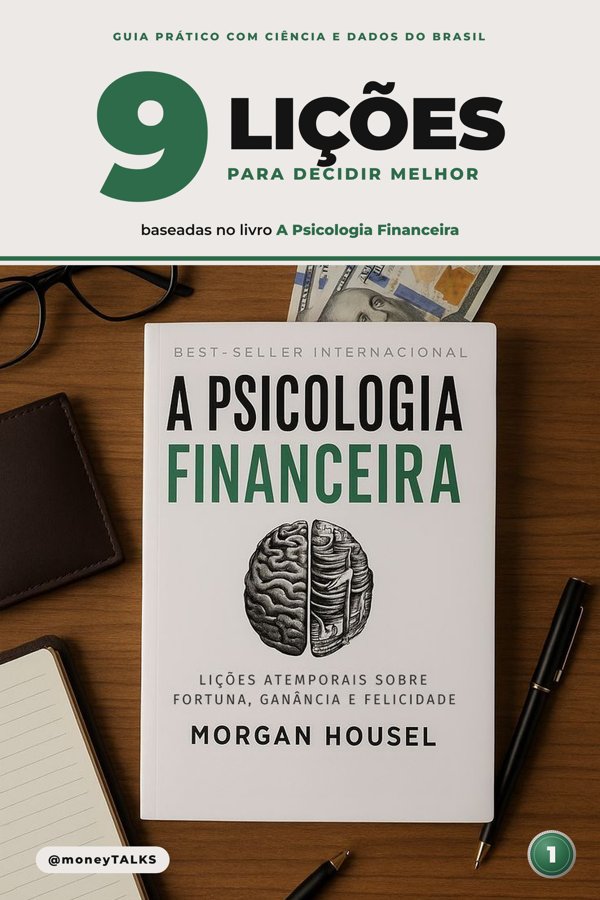 GUIA PRÁTICO COM CIÊNCIA E DADOS DO BRASIL
9 LIÇÕES
PARA DECIDIR MELHOR
baseadas no livro A Psicologia Financeira
BEST-SELLER INTERNACIONAL
A PSICOLOGIA
FINANCEIRA
LIÇÕES ATEMPORAIS SOBRE
FORTUNA, GANÂNCIA E FELICIDADE
MORGAN HOUSEL
@moneyTALKS
1